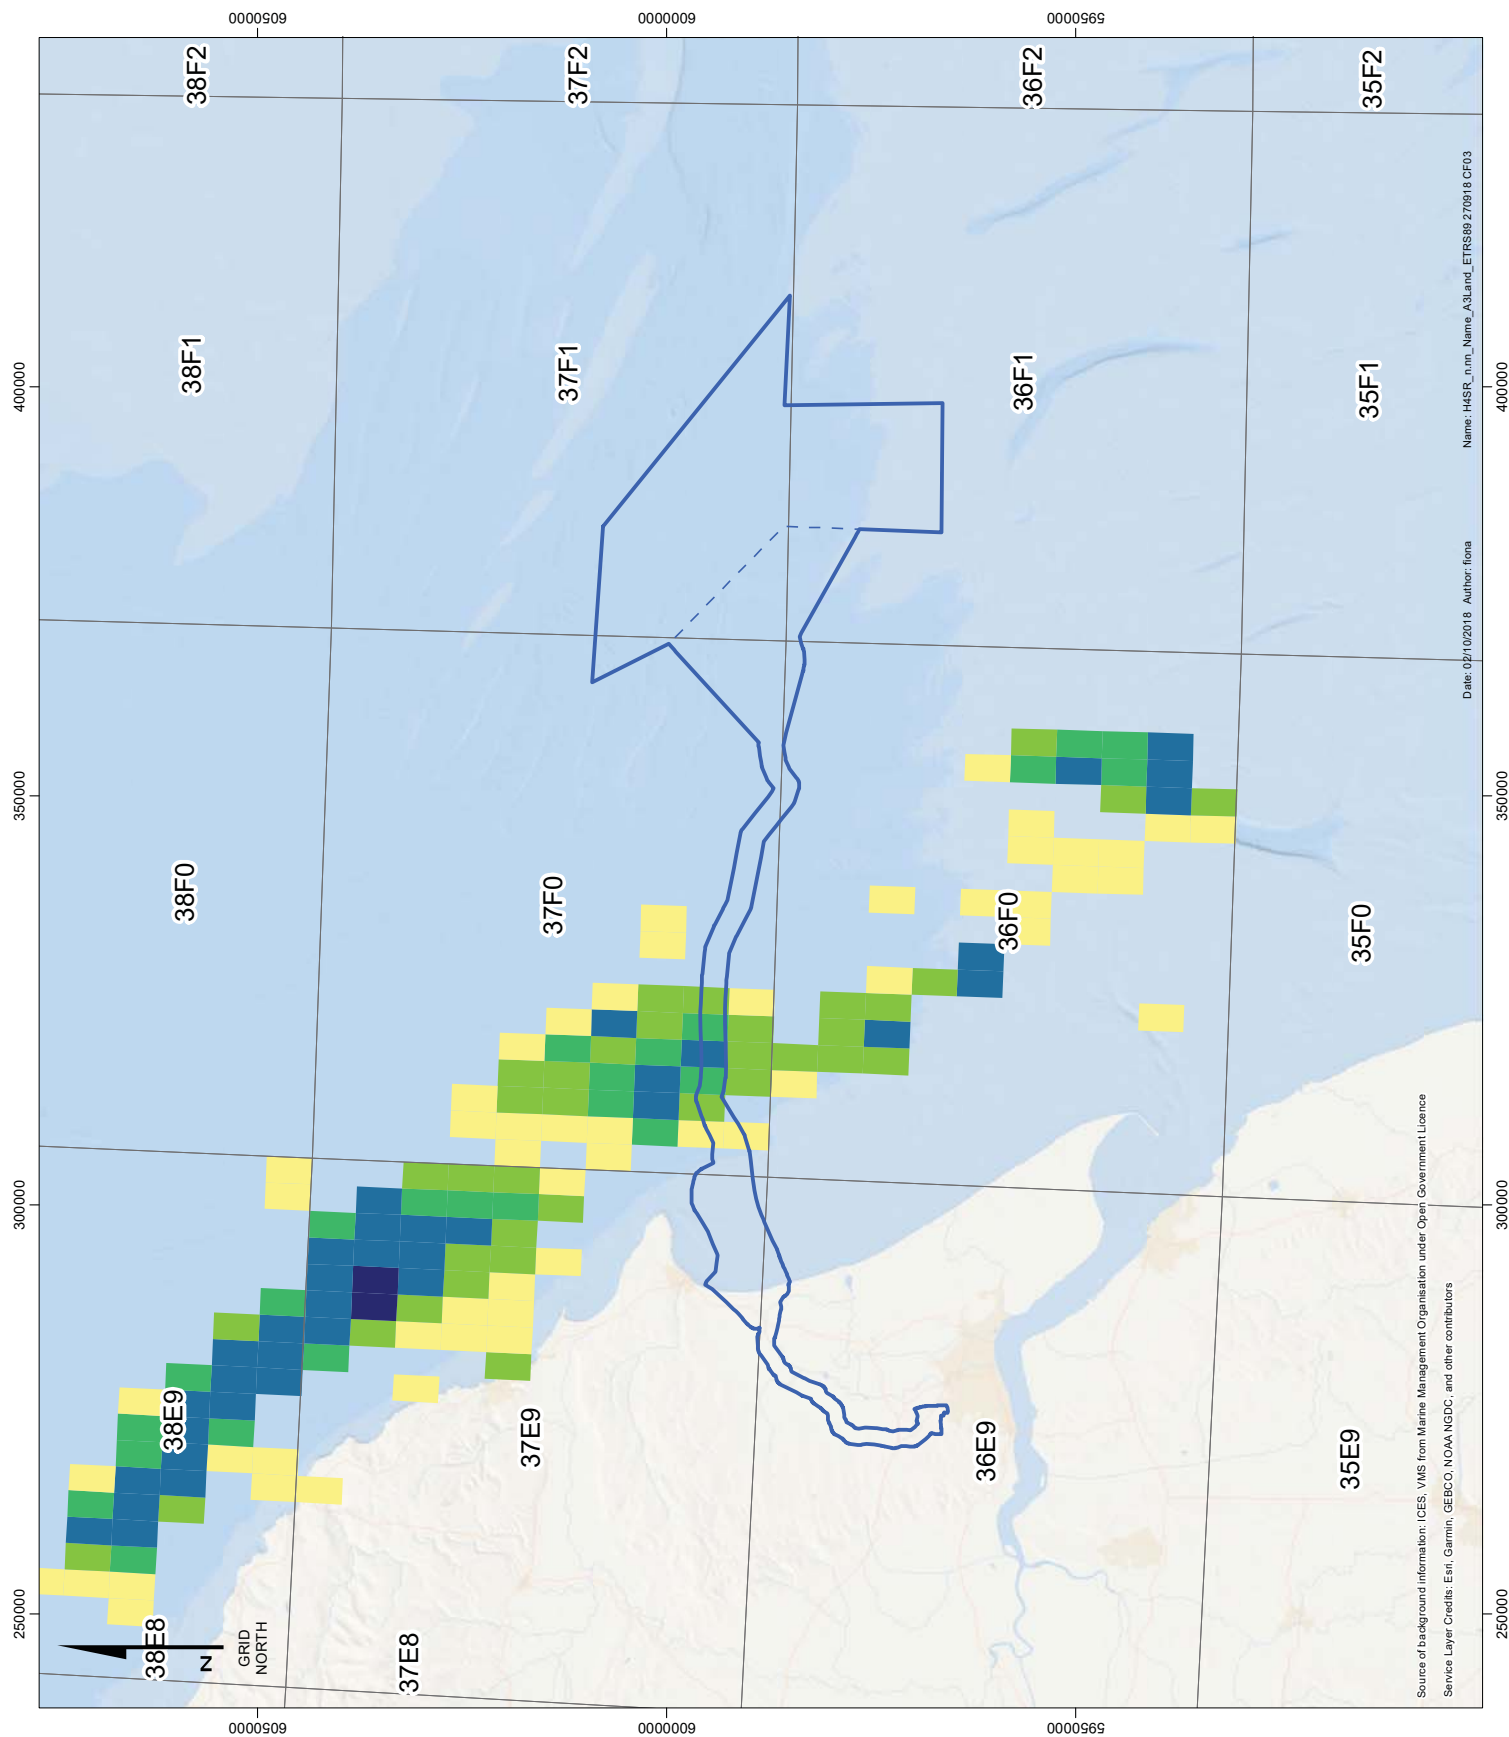 250000
300000
350000
400000
6050000
38E8
38E9
38F0
38F1
38F2
6050000
N
GRID
NORTH
37E8
37E9
37F0
37F1
37F2
6000000
6000000
36E9
36F0
36F1
36F2
5950000
5950000
35E9
35F0
35F1
35F2
Source of background information: ICES, VMS from Marine Management Organisation under Open Government Licence
Service Layer Credits: Esri, Garmin, GEBCO, NOAA NGDC, and other contributors
Date: 02/10/2018 Author: fiona
Name: H4SR_n.nn_Name_A3Land_ETRS89 270918 CF03
250000
300000
350000
400000